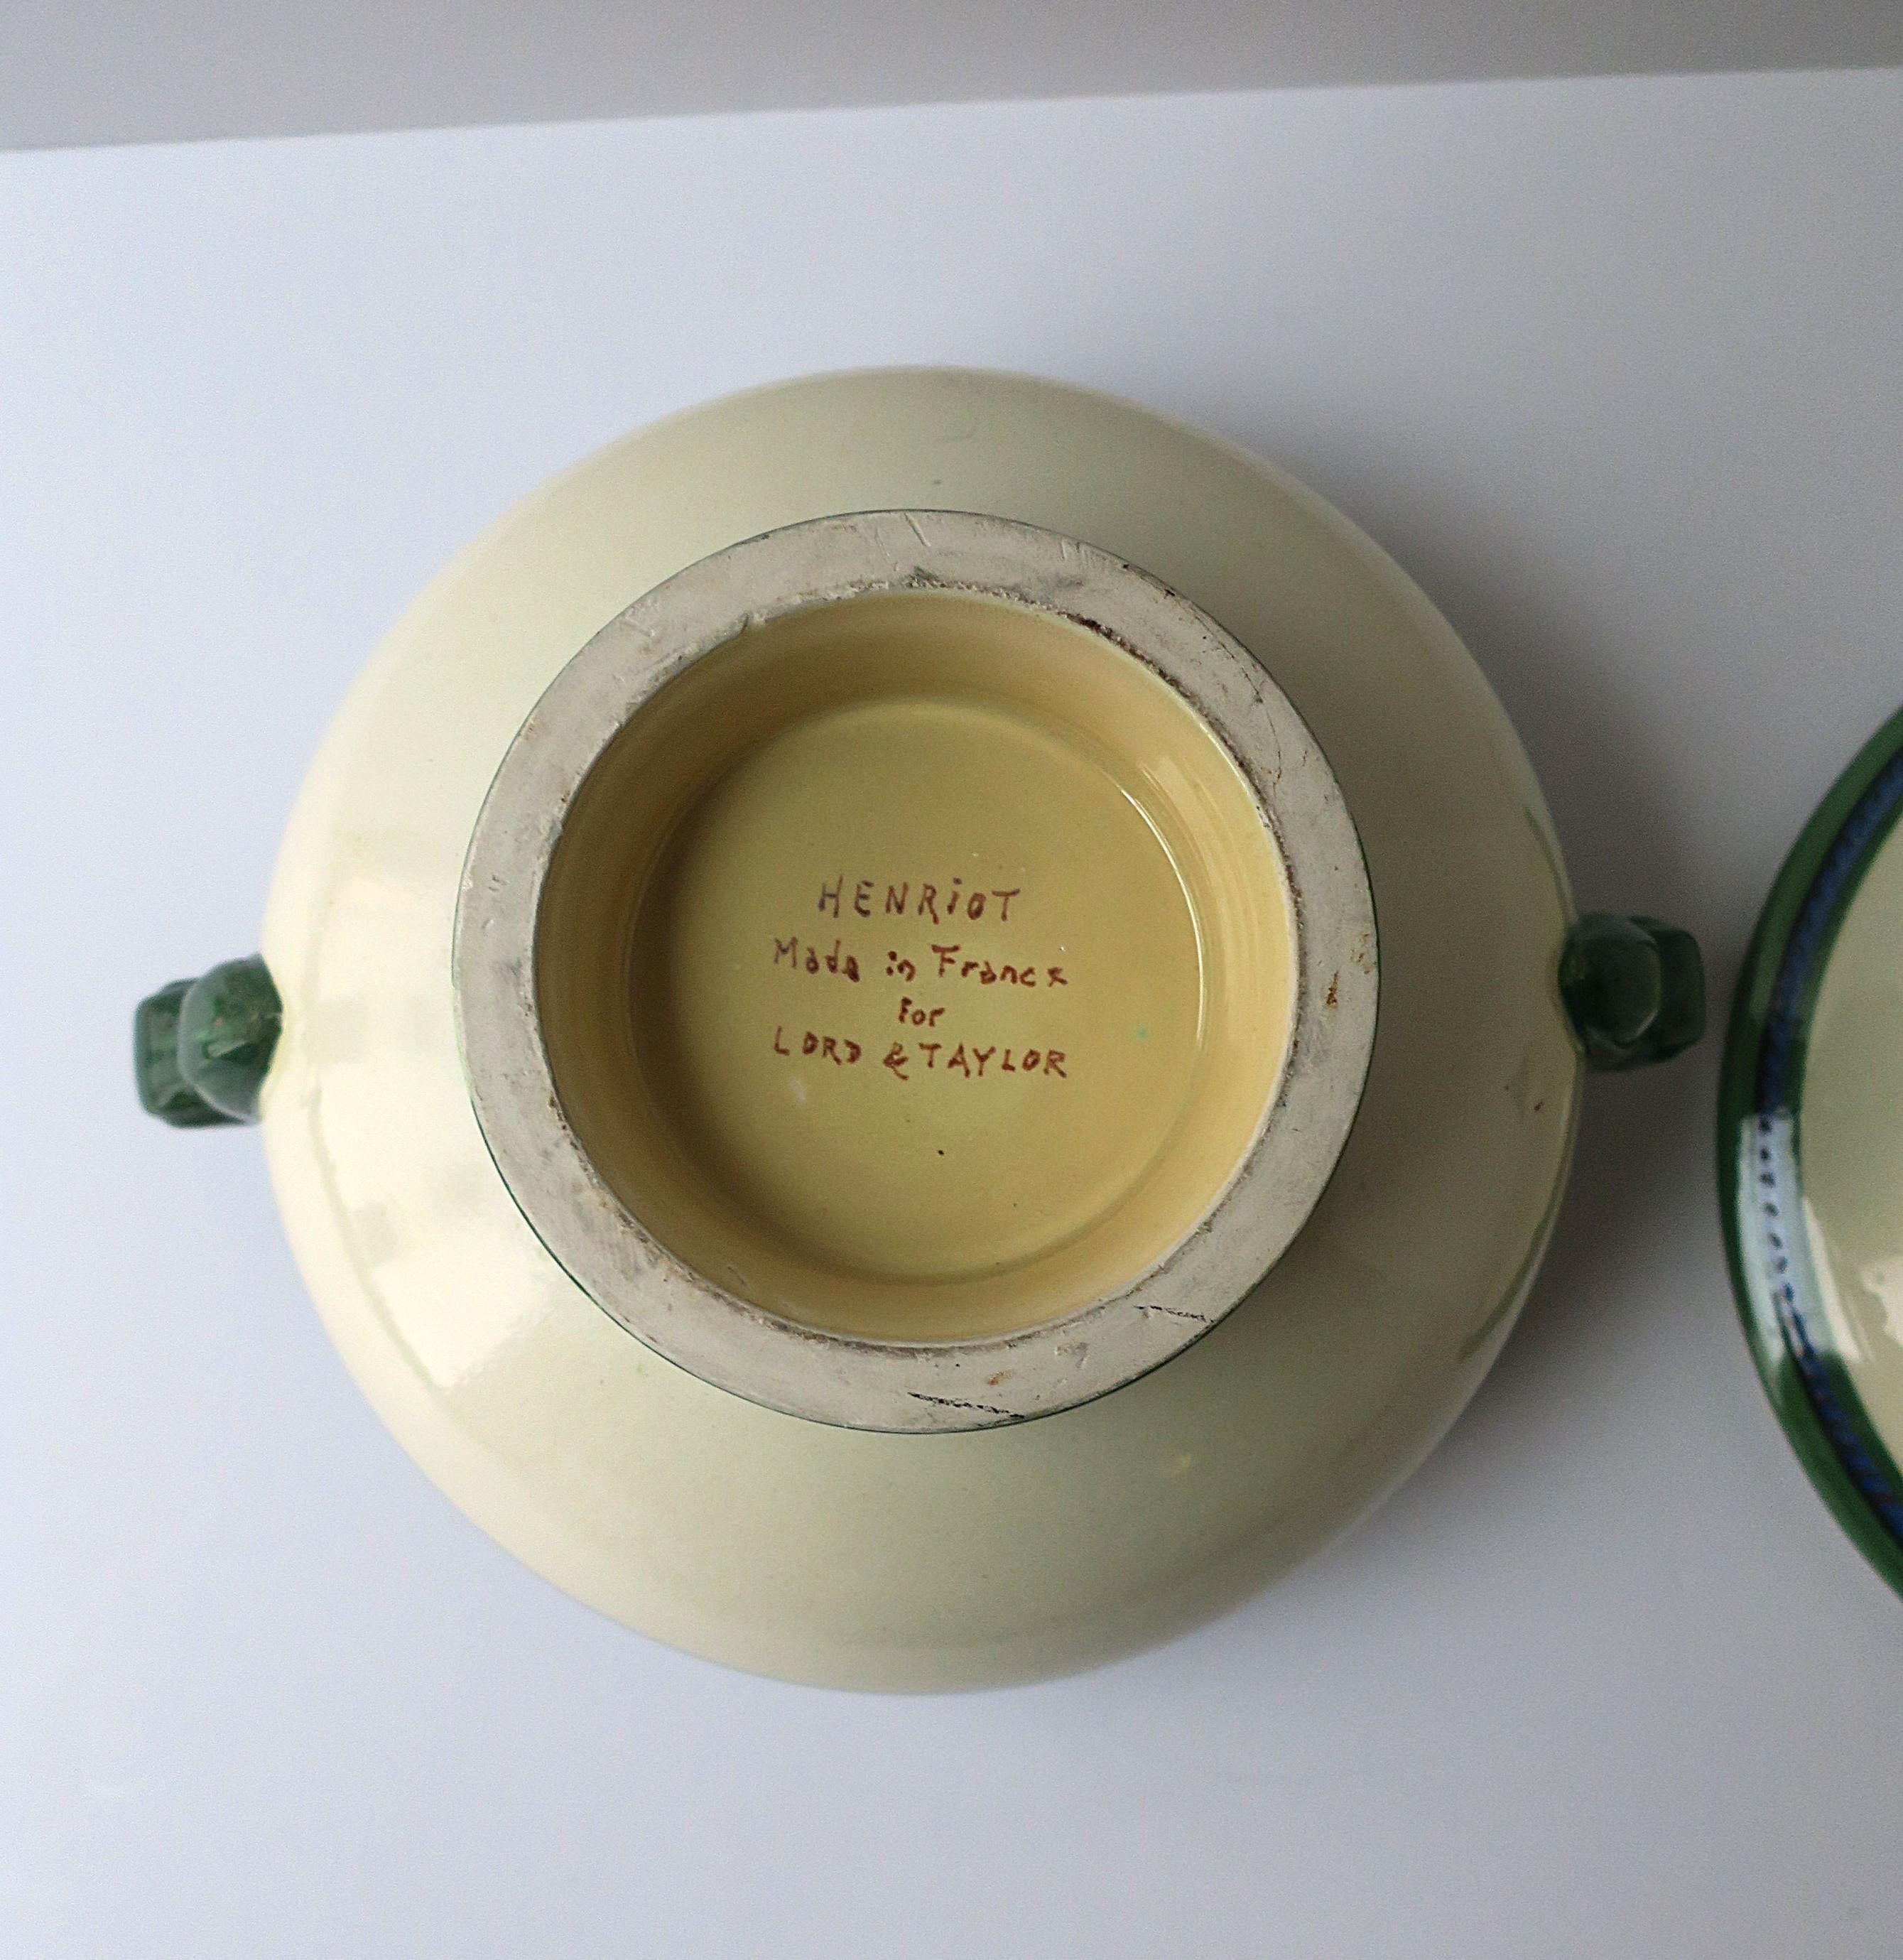 HENRiOT
Made in France
For
LORD & TAYLOR